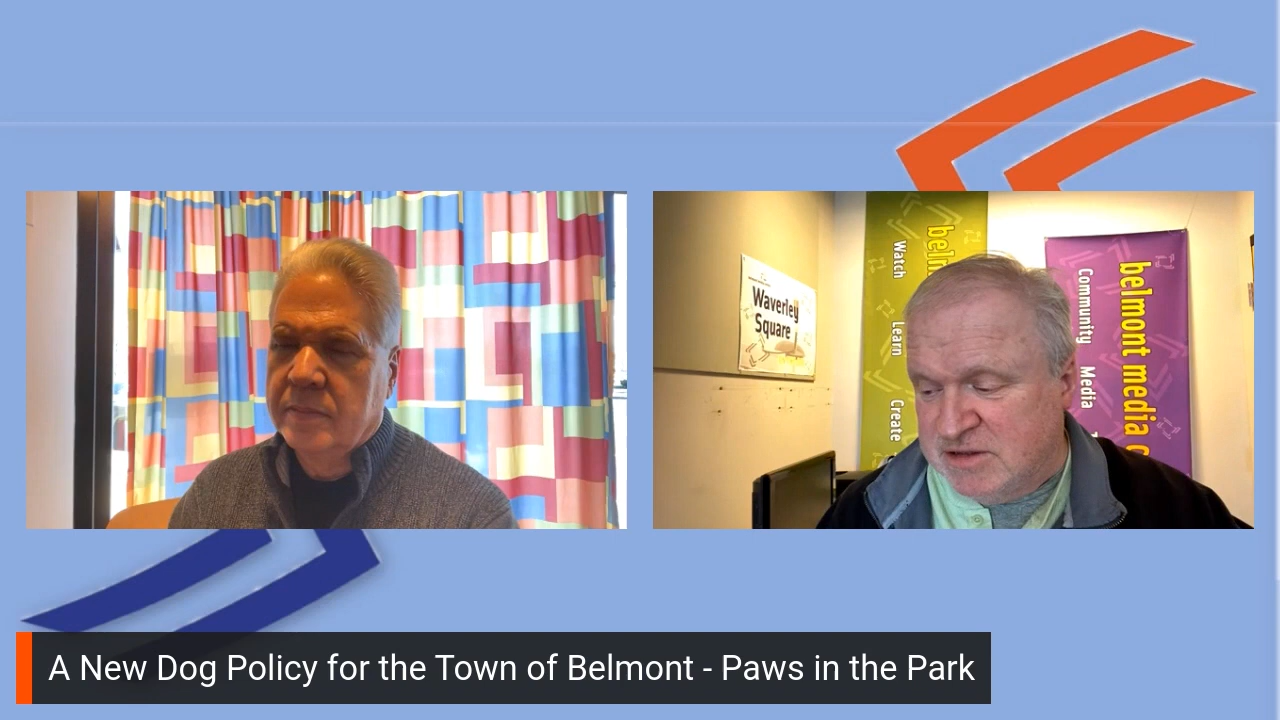 Waverley
Square
belm
Watch Learn Create
belmont media c
Community Media
A New Dog Policy for the Town of Belmont - Paws in the Park